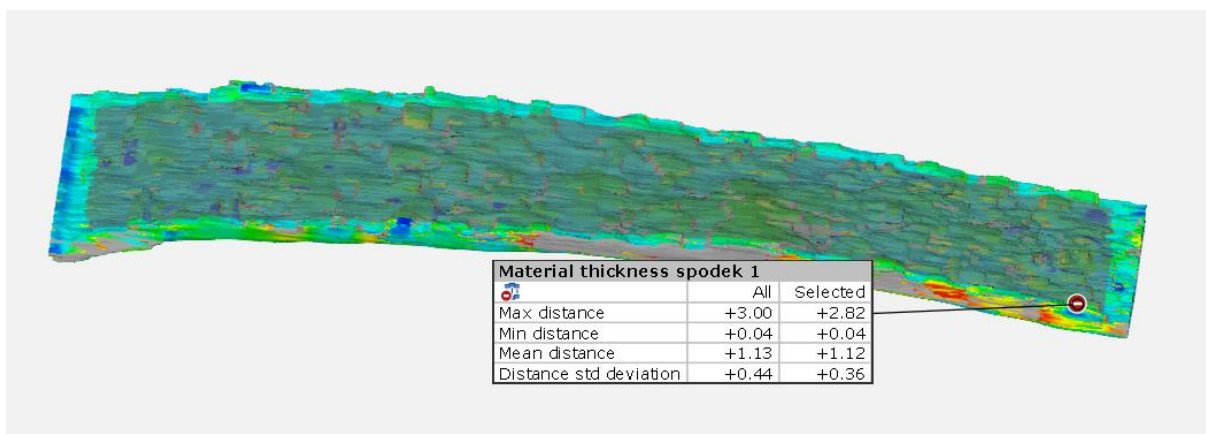 Material thickness spodek 1
All Selected
Max distance +3.00 +2.82
Min distance +0.04 +0.04
Mean distance +1.13 +1.12
Distance std deviation +0.44 +0.36